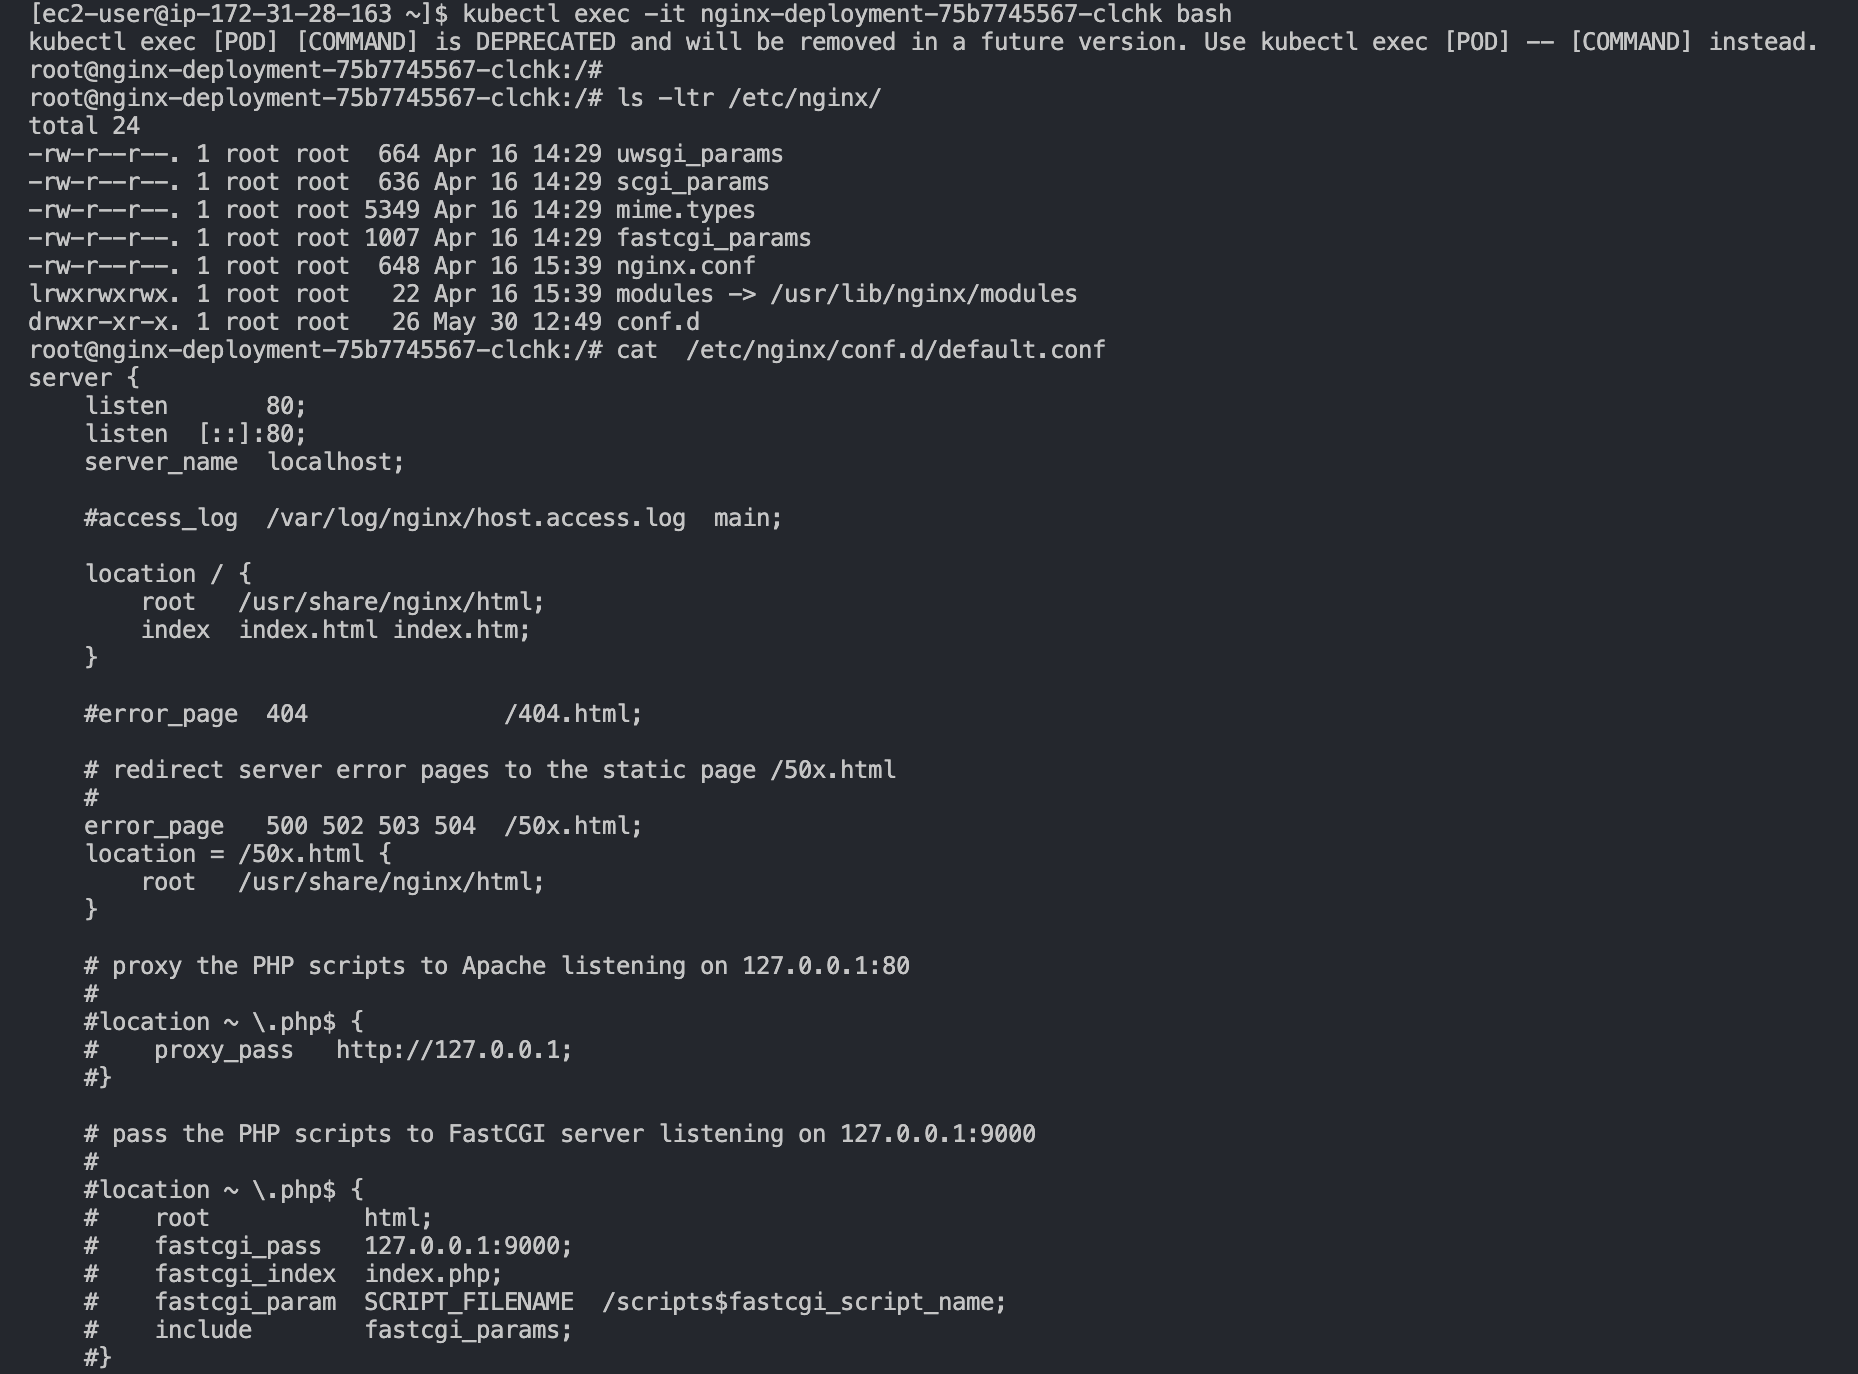 [ec2-user@ip-172-31-28-163 ~]$ kubectl exec -it nginx-deployment-75b7745567-clchk bash
kubectl exec [POD] [COMMAND] is DEPRECATED and will be removed in a future version. Use kubectl exec [POD] -- [COMMAND] instead.
root@nginx-deployment-75b7745567-clchk:/#
root@nginx-deployment-75b7745567-clchk:/# ls -ltr /etc/nginx/
total 24
-rw-r--r--. 1 root root  664 Apr 16 14:29 uwsgi_params
-rw-r--r--. 1 root root  636 Apr 16 14:29 scgi_params
-rw-r--r--. 1 root root 5349 Apr 16 14:29 mime.types
-rw-r--r--. 1 root root 1007 Apr 16 14:29 fastcgi_params
-rw-r--r--. 1 root root  648 Apr 16 15:39 nginx.conf
lrwxrwxrwx. 1 root root   22 Apr 16 15:39 modules -> /usr/lib/nginx/modules
drwxr-xr-x. 1 root root   26 May 30 12:49 conf.d
root@nginx-deployment-75b7745567-clchk:/# cat  /etc/nginx/conf.d/default.conf
server {
    listen       80;
    listen  [::]:80;
    server_name  localhost;

    #access_log  /var/log/nginx/host.access.log  main;

    location / {
        root   /usr/share/nginx/html;
        index  index.html index.htm;
    }

    #error_page  404              /404.html;

    # redirect server error pages to the static page /50x.html
    #
    error_page   500 502 503 504  /50x.html;
    location = /50x.html {
        root   /usr/share/nginx/html;
    }

    # proxy the PHP scripts to Apache listening on 127.0.0.1:80
    #
    #location ~ \.php$ {
    #    proxy_pass   http://127.0.0.1;
    #}

    # pass the PHP scripts to FastCGI server listening on 127.0.0.1:9000
    #
    #location ~ \.php$ {
    #    root           html;
    #    fastcgi_pass   127.0.0.1:9000;
    #    fastcgi_index  index.php;
    #    fastcgi_param  SCRIPT_FILENAME  /scripts$fastcgi_script_name;
    #    include        fastcgi_params;
    #}